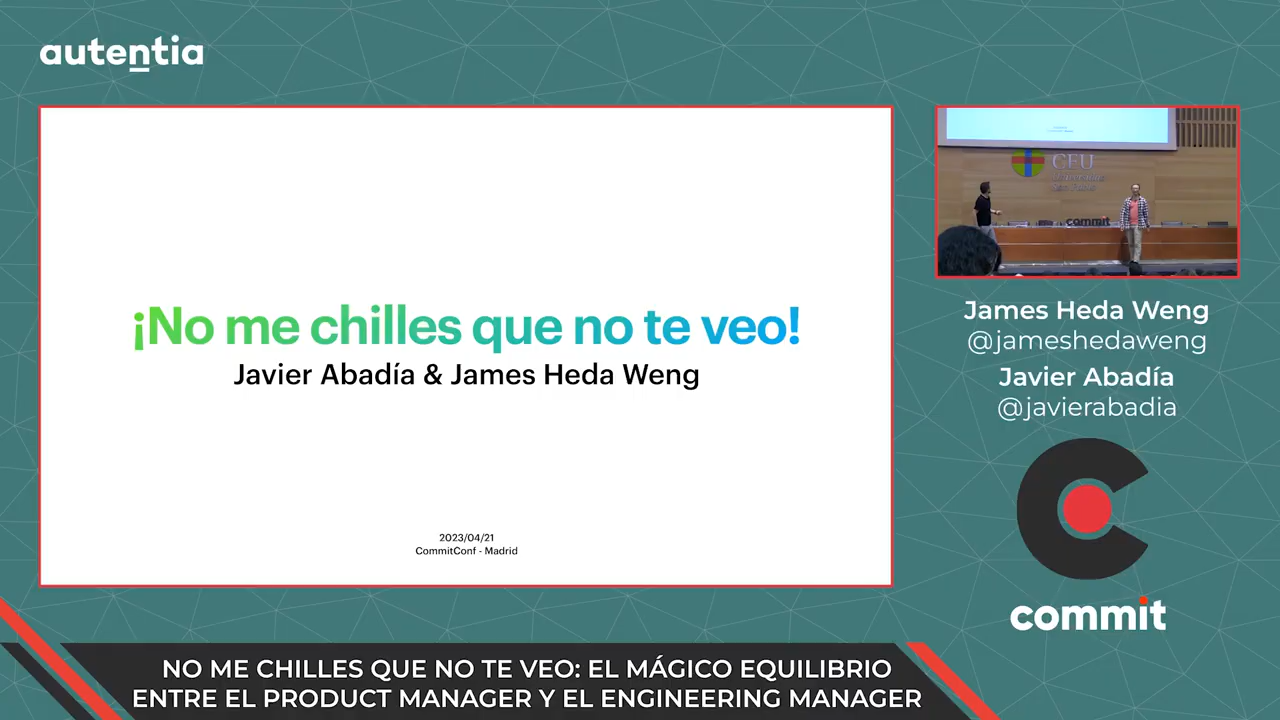 autentia
¡No me chilles que no te veo!
Javier Abadía & James Heda Weng
2023/04/21
CommitConf - Madrid
CEU
commit
James Heda Weng
@jameshedaweng
Javier Abadía
@javierabadia
commit
NO ME CHILLES QUE NO TE VEO: EL MÁGICO EQUILIBRIO
ENTRE EL PRODUCT MANAGER Y EL ENGINEERING MANAGER